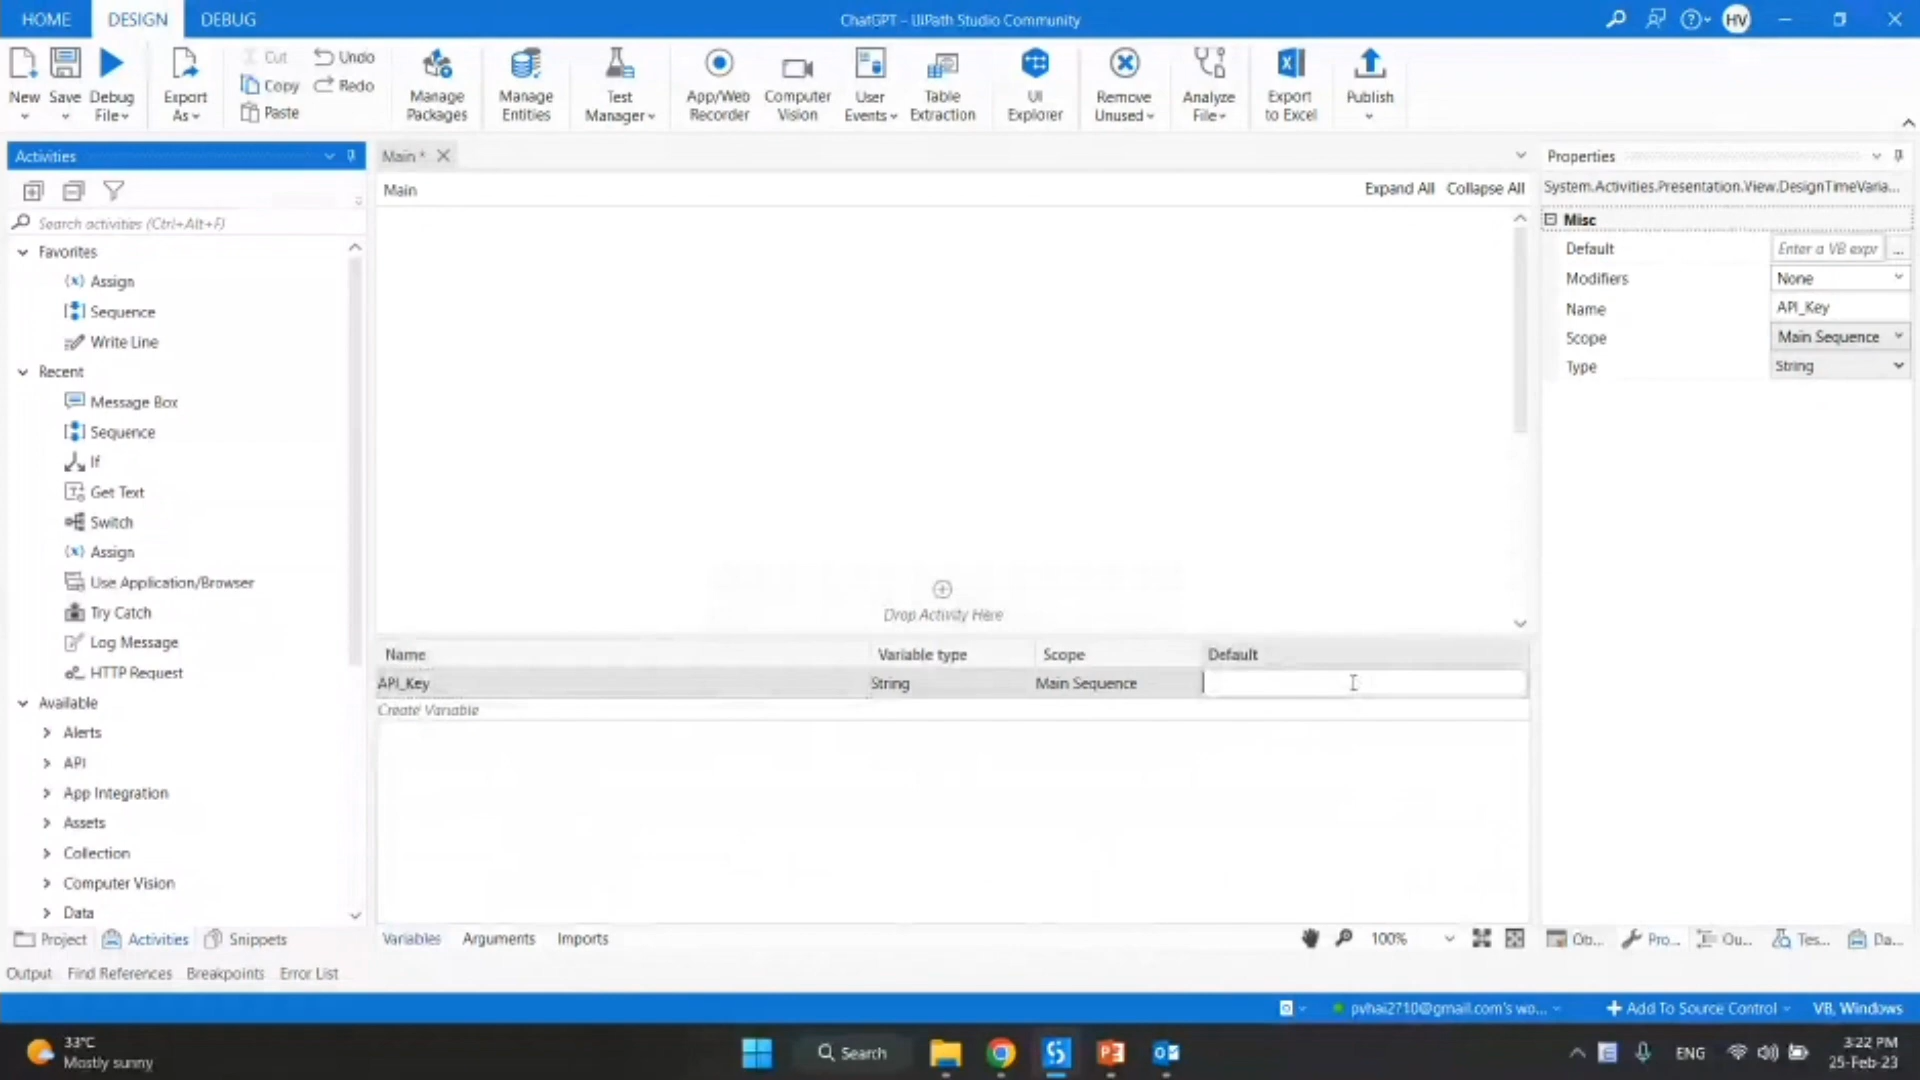 HOME DESIGN DEBUG ChatGPT - UiPath Studio Community HV
New Save Debug File Export As Cut Copy Paste Undo Redo Manage Packages Manage Entities Test Manager App/Web Recorder Computer Vision User Events Table Extraction UI Explorer Remove Unused Analyze File Export to Excel Publish
Activities
Search activities (Ctrl+Alt+F)
Favorites
Assign
Sequence
Write Line
Recent
Message Box
Sequence
If
Get Text
Switch
Assign
Use Application/Browser
Try Catch
Log Message
HTTP Request
Available
Alerts
API
App Integration
Assets
Collection
Computer Vision
Data
Project Activities Snippets
Main *
Main Expand All Collapse All
Drop Activity Here
Name Variable type Scope Default
API_Key String Main Sequence
Create Variable
Variables Arguments Imports 100%
Properties
System.Activities.Presentation.View.DesignTimeVaria...
Misc
Default Enter a VB expr ...
Modifiers None
Name API_Key
Scope Main Sequence
Type String
Ob... Pro... Ou... Tes... Da...
Output Find References Breakpoints Error List
pvhai2710@gmail.com's wo... Add To Source Control VB, Windows
33°C
Mostly sunny
Search
ENG
3:22 PM
25-Feb-23